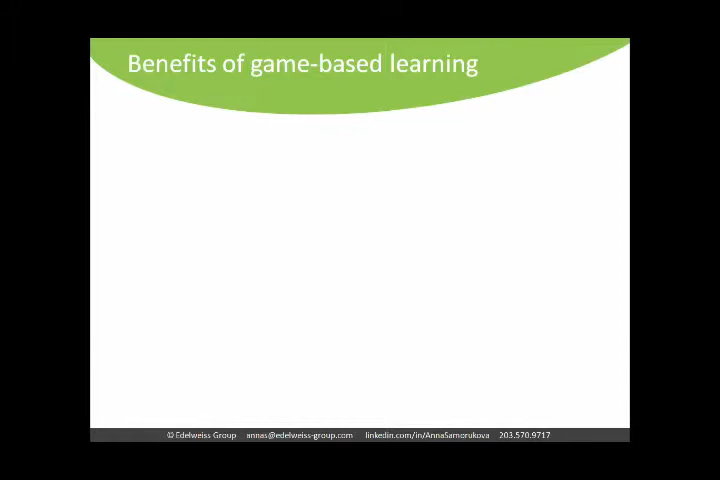 Benefits of game-based learning
© Edelweiss Group annas@edelweiss-group.com linkedin.com/in/AnnaSamorukova 203.570.9717